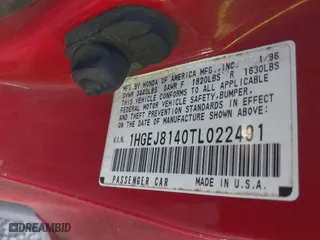 MFD. BY HONDA OF AMERICA MFG., INC. 1/96
GVWR 3440LBS GAWR F 1820LBS R 1630LBS
THIS VEHICLE CONFORMS TO ALL APPLICABLE
FEDERAL MOTOR VEHICLE SAFETY, BUMPER,
AND THEFT PREVENTION STANDARDS IN EFFECT
ON THE DATE OF MANUFACTURE SHOWN ABOVE.
V.I.N. 1HGEJ8140TL022491
PASSENGER CAR
MADE IN U.S.A.
DREAMBID